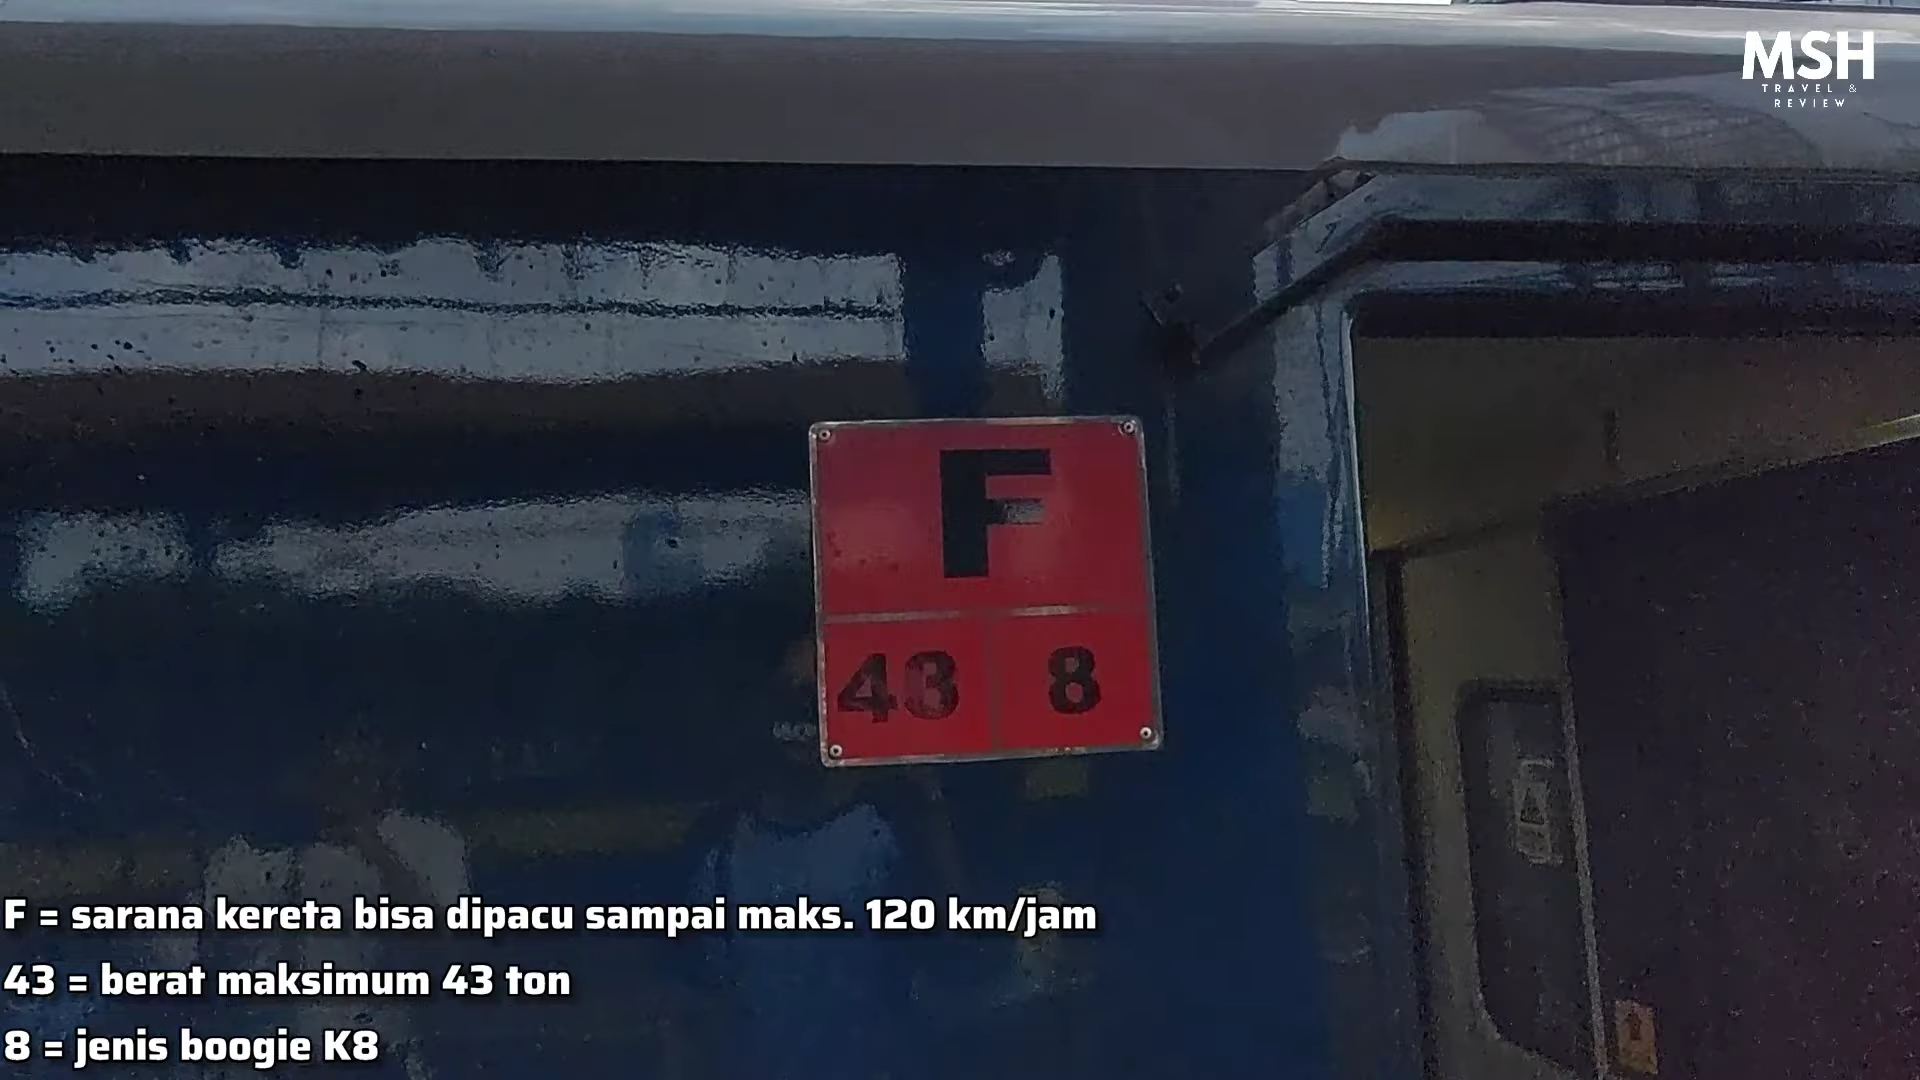 MSH
TRAVEL &
REVIEW
F
43 8
F = sarana kereta bisa dipacu sampai maks. 120 km/jam
43 = berat maksimum 43 ton
8 = jenis boogie K8